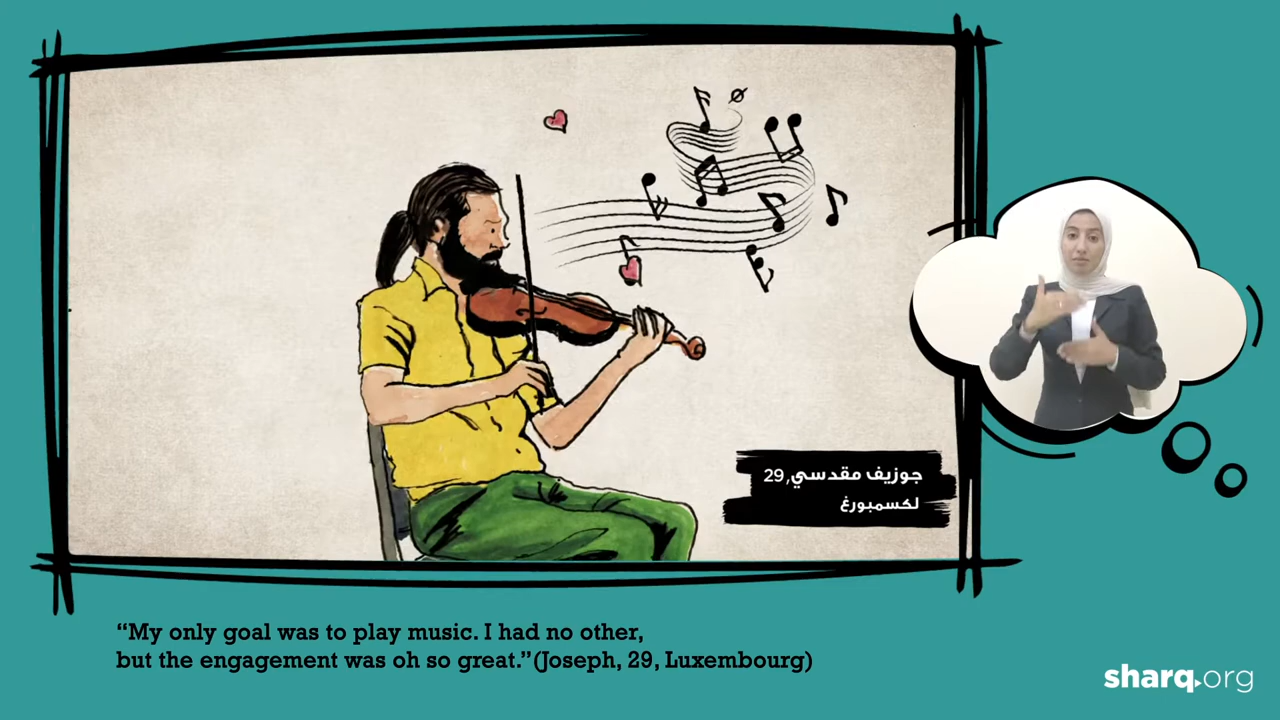 جوزيف مقدسي, 29
لكسمبورغ
“My only goal was to play music. I had no other,
but the engagement was oh so great.”(Joseph, 29, Luxembourg)
sharq.org